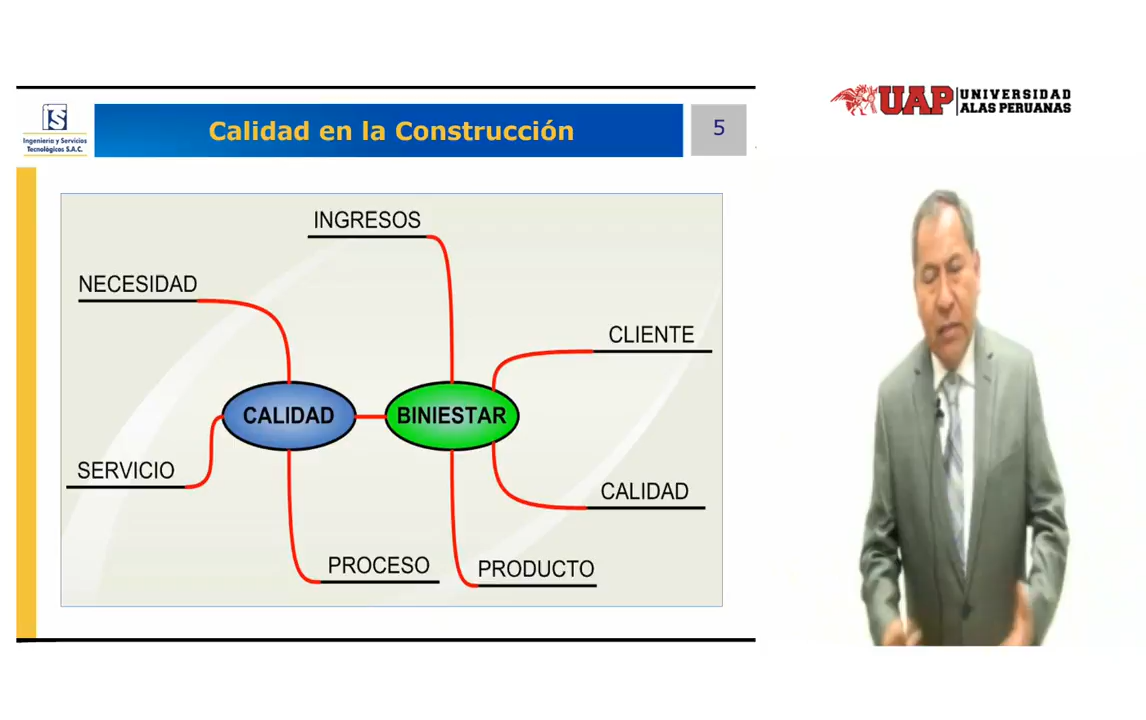 Calidad en la Construcción
5
IS
Ingeniería y Servicios
Tecnológicos S.A.C.
UAP
UNIVERSIDAD
ALAS PERUANAS
INGRESOS
NECESIDAD
CLIENTE
CALIDAD
BINIESTAR
SERVICIO
CALIDAD
PROCESO
PRODUCTO